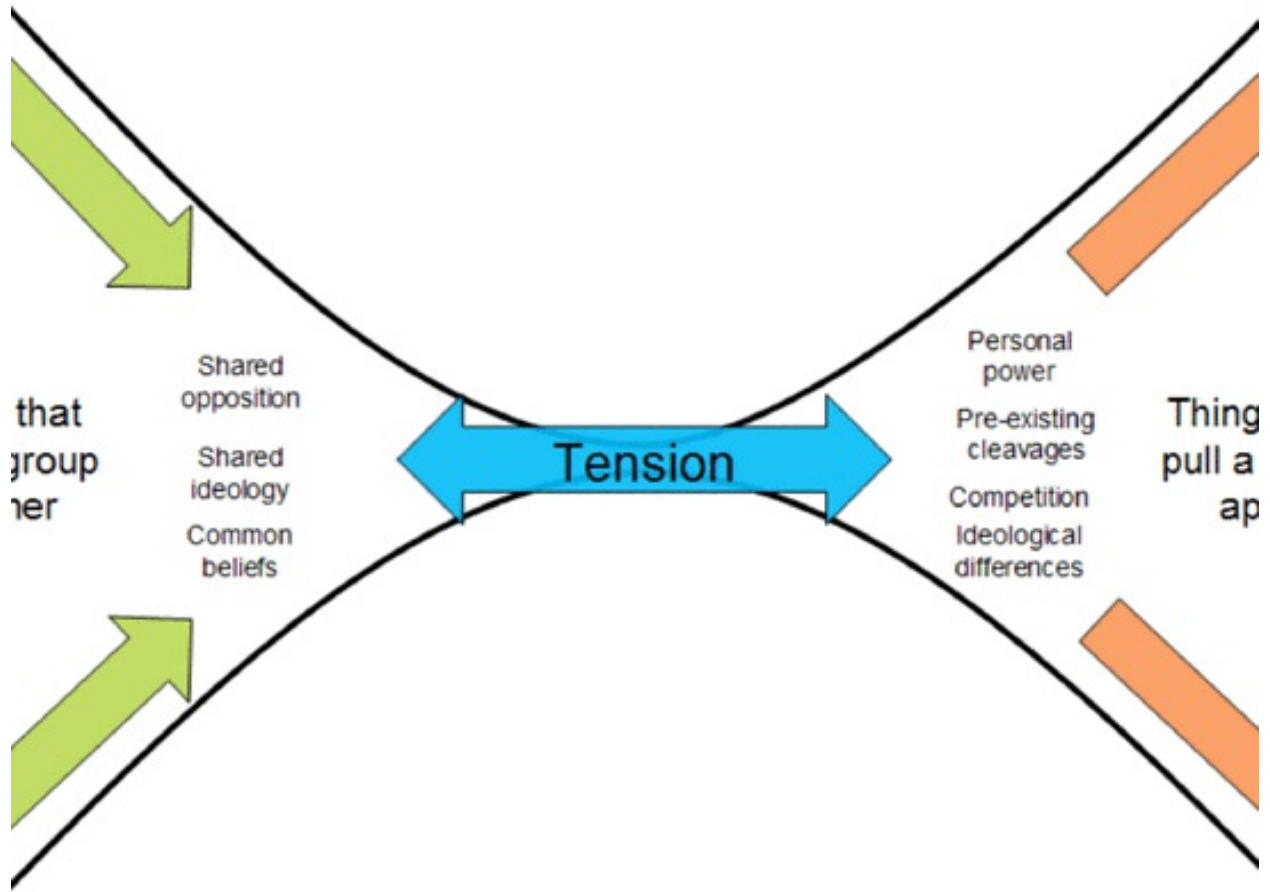 that
group
Shared
opposition
Shared
ideology
Common
beliefs
Tension
Personal
power
Pre-existing
cleavages
Competition
Ideological
differences
Thing
pull a
ap